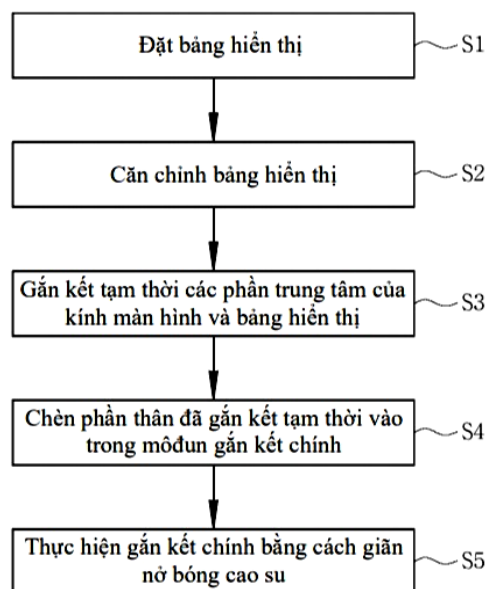 Đặt bảng hiển thị
S1
Căn chỉnh bảng hiển thị
S2
Gắn kết tạm thời các phần trung tâm của
kính màn hình và bảng hiển thị
S3
Chèn phần thân đã gắn kết tạm thời vào
trong môđun gắn kết chính
S4
Thực hiện gắn kết chính bằng cách giãn
nở bóng cao su
S5